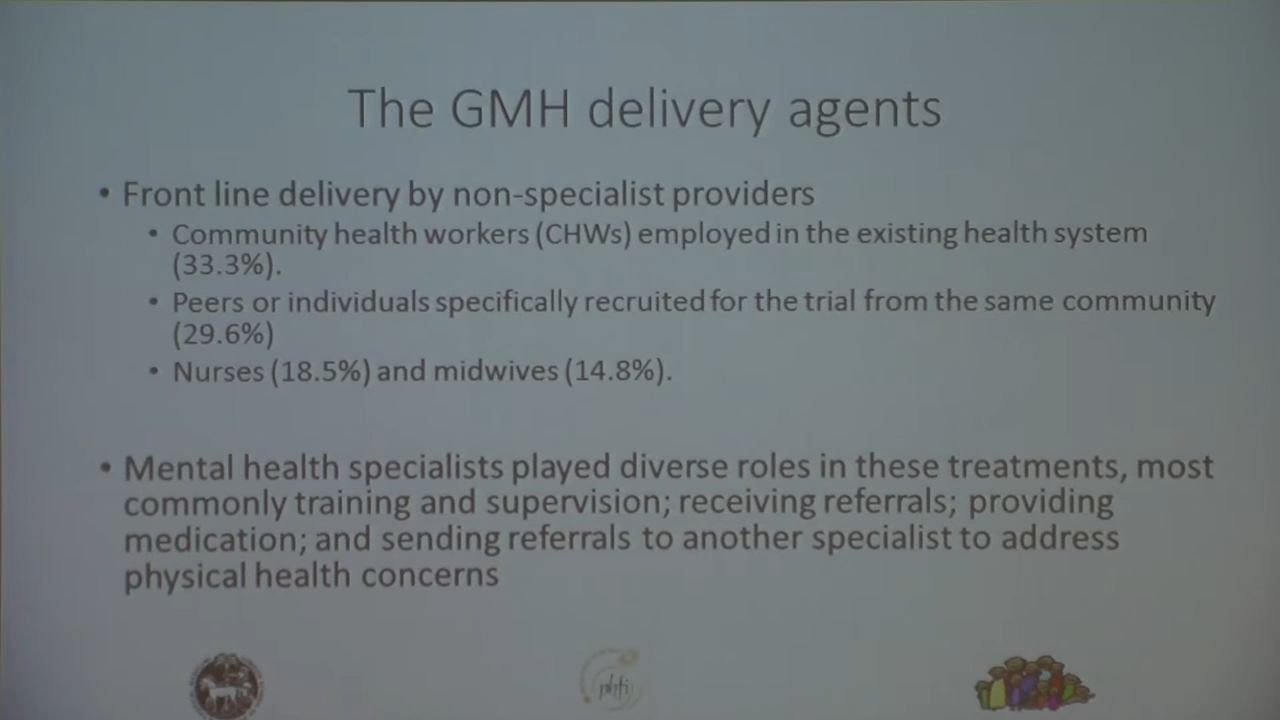 The GMH delivery agents
• Front line delivery by non-specialist providers
• Community health workers (CHWs) employed in the existing health system
(33.3%).
• Peers or individuals specifically recruited for the trial from the same community
(29.6%)
• Nurses (18.5%) and midwives (14.8%).
• Mental health specialists played diverse roles in these treatments, most
commonly training and supervision; receiving referrals; providing
medication; and sending referrals to another specialist to address
physical health concerns
phfi